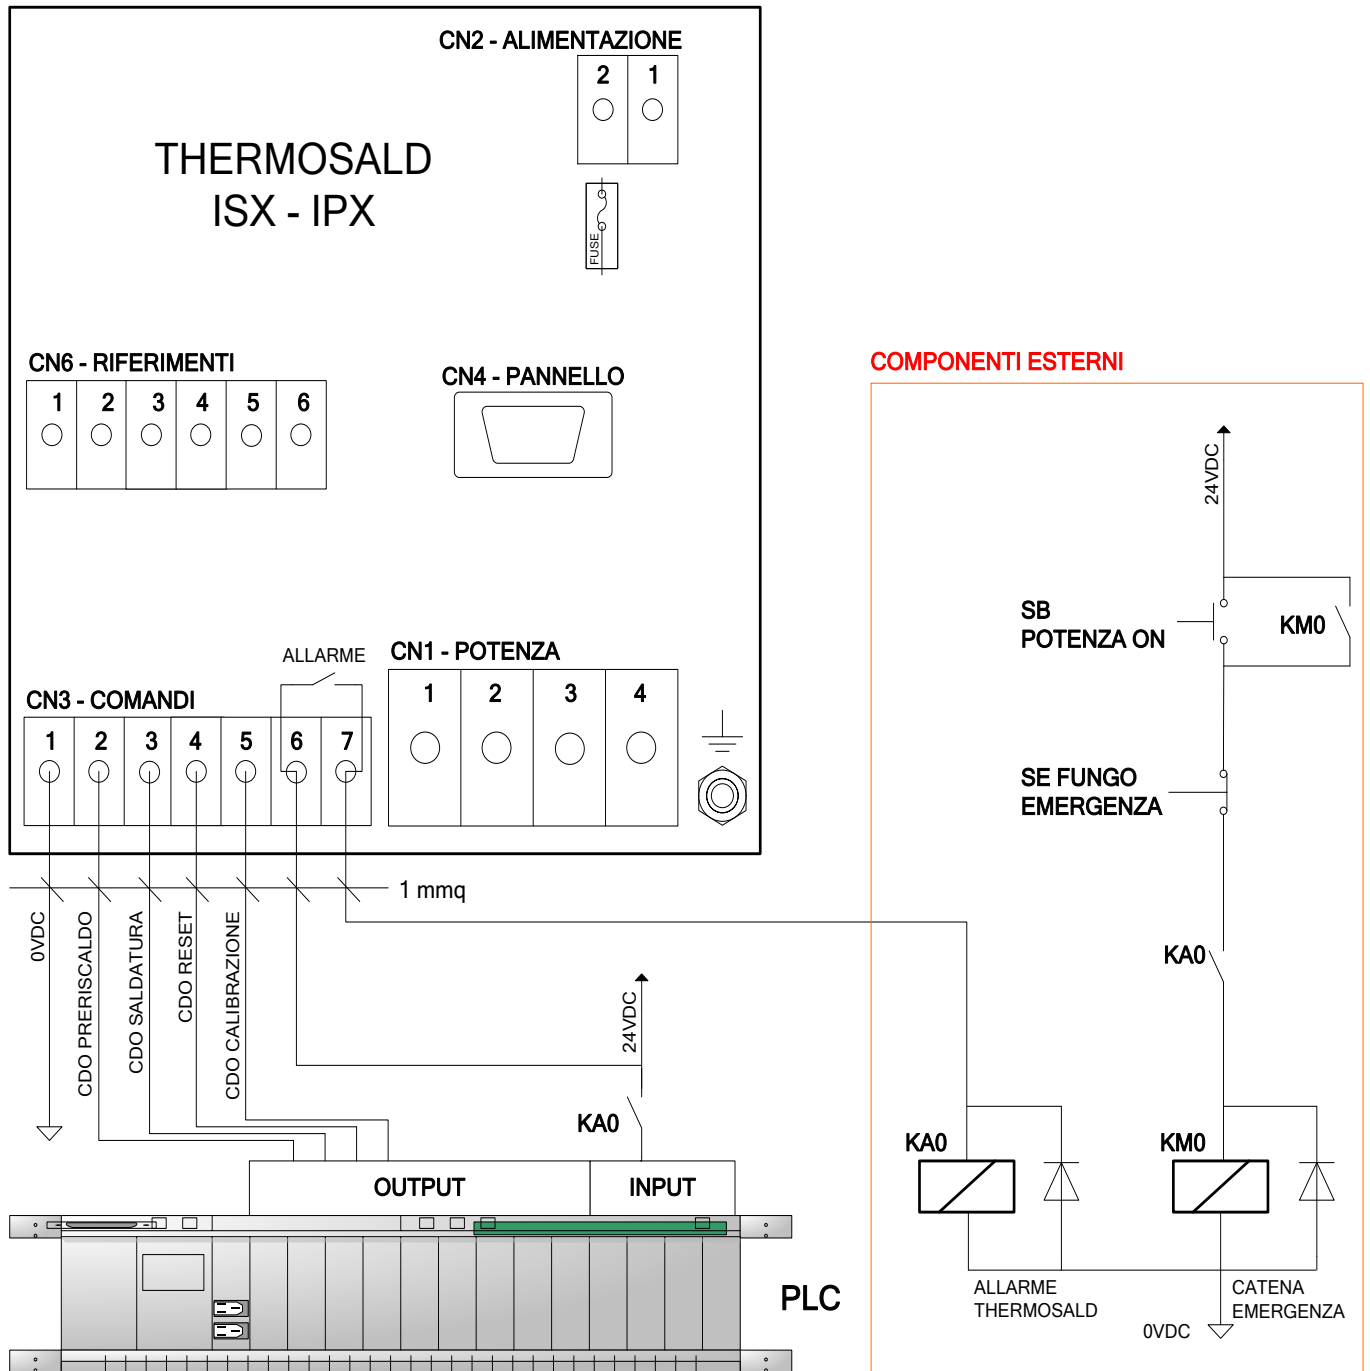 CN2 - ALIMENTAZIONE
2 1
THERMOSALD
ISX - IPX
FUSE
CN6 - RIFERIMENTI
1 2 3 4 5 6
CN4 - PANNELLO
COMPONENTI ESTERNI
24VDC
SB
POTENZA ON
KM0
ALLARME
CN1 - POTENZA
1 2 3 4
CN3 - COMANDI
1 2 3 4 5 6 7
SE FUNGO
EMERGENZA
1 mmq
0VDC
CDO PRERISCALDO
CDO SALDATURA
CDO RESET
CDO CALIBRAZIONE
24VDC
KA0
KA0
KA0
KM0
OUTPUT
INPUT
PLC
ALLARME
THERMOSALD
CATENA
EMERGENZA
0VDC